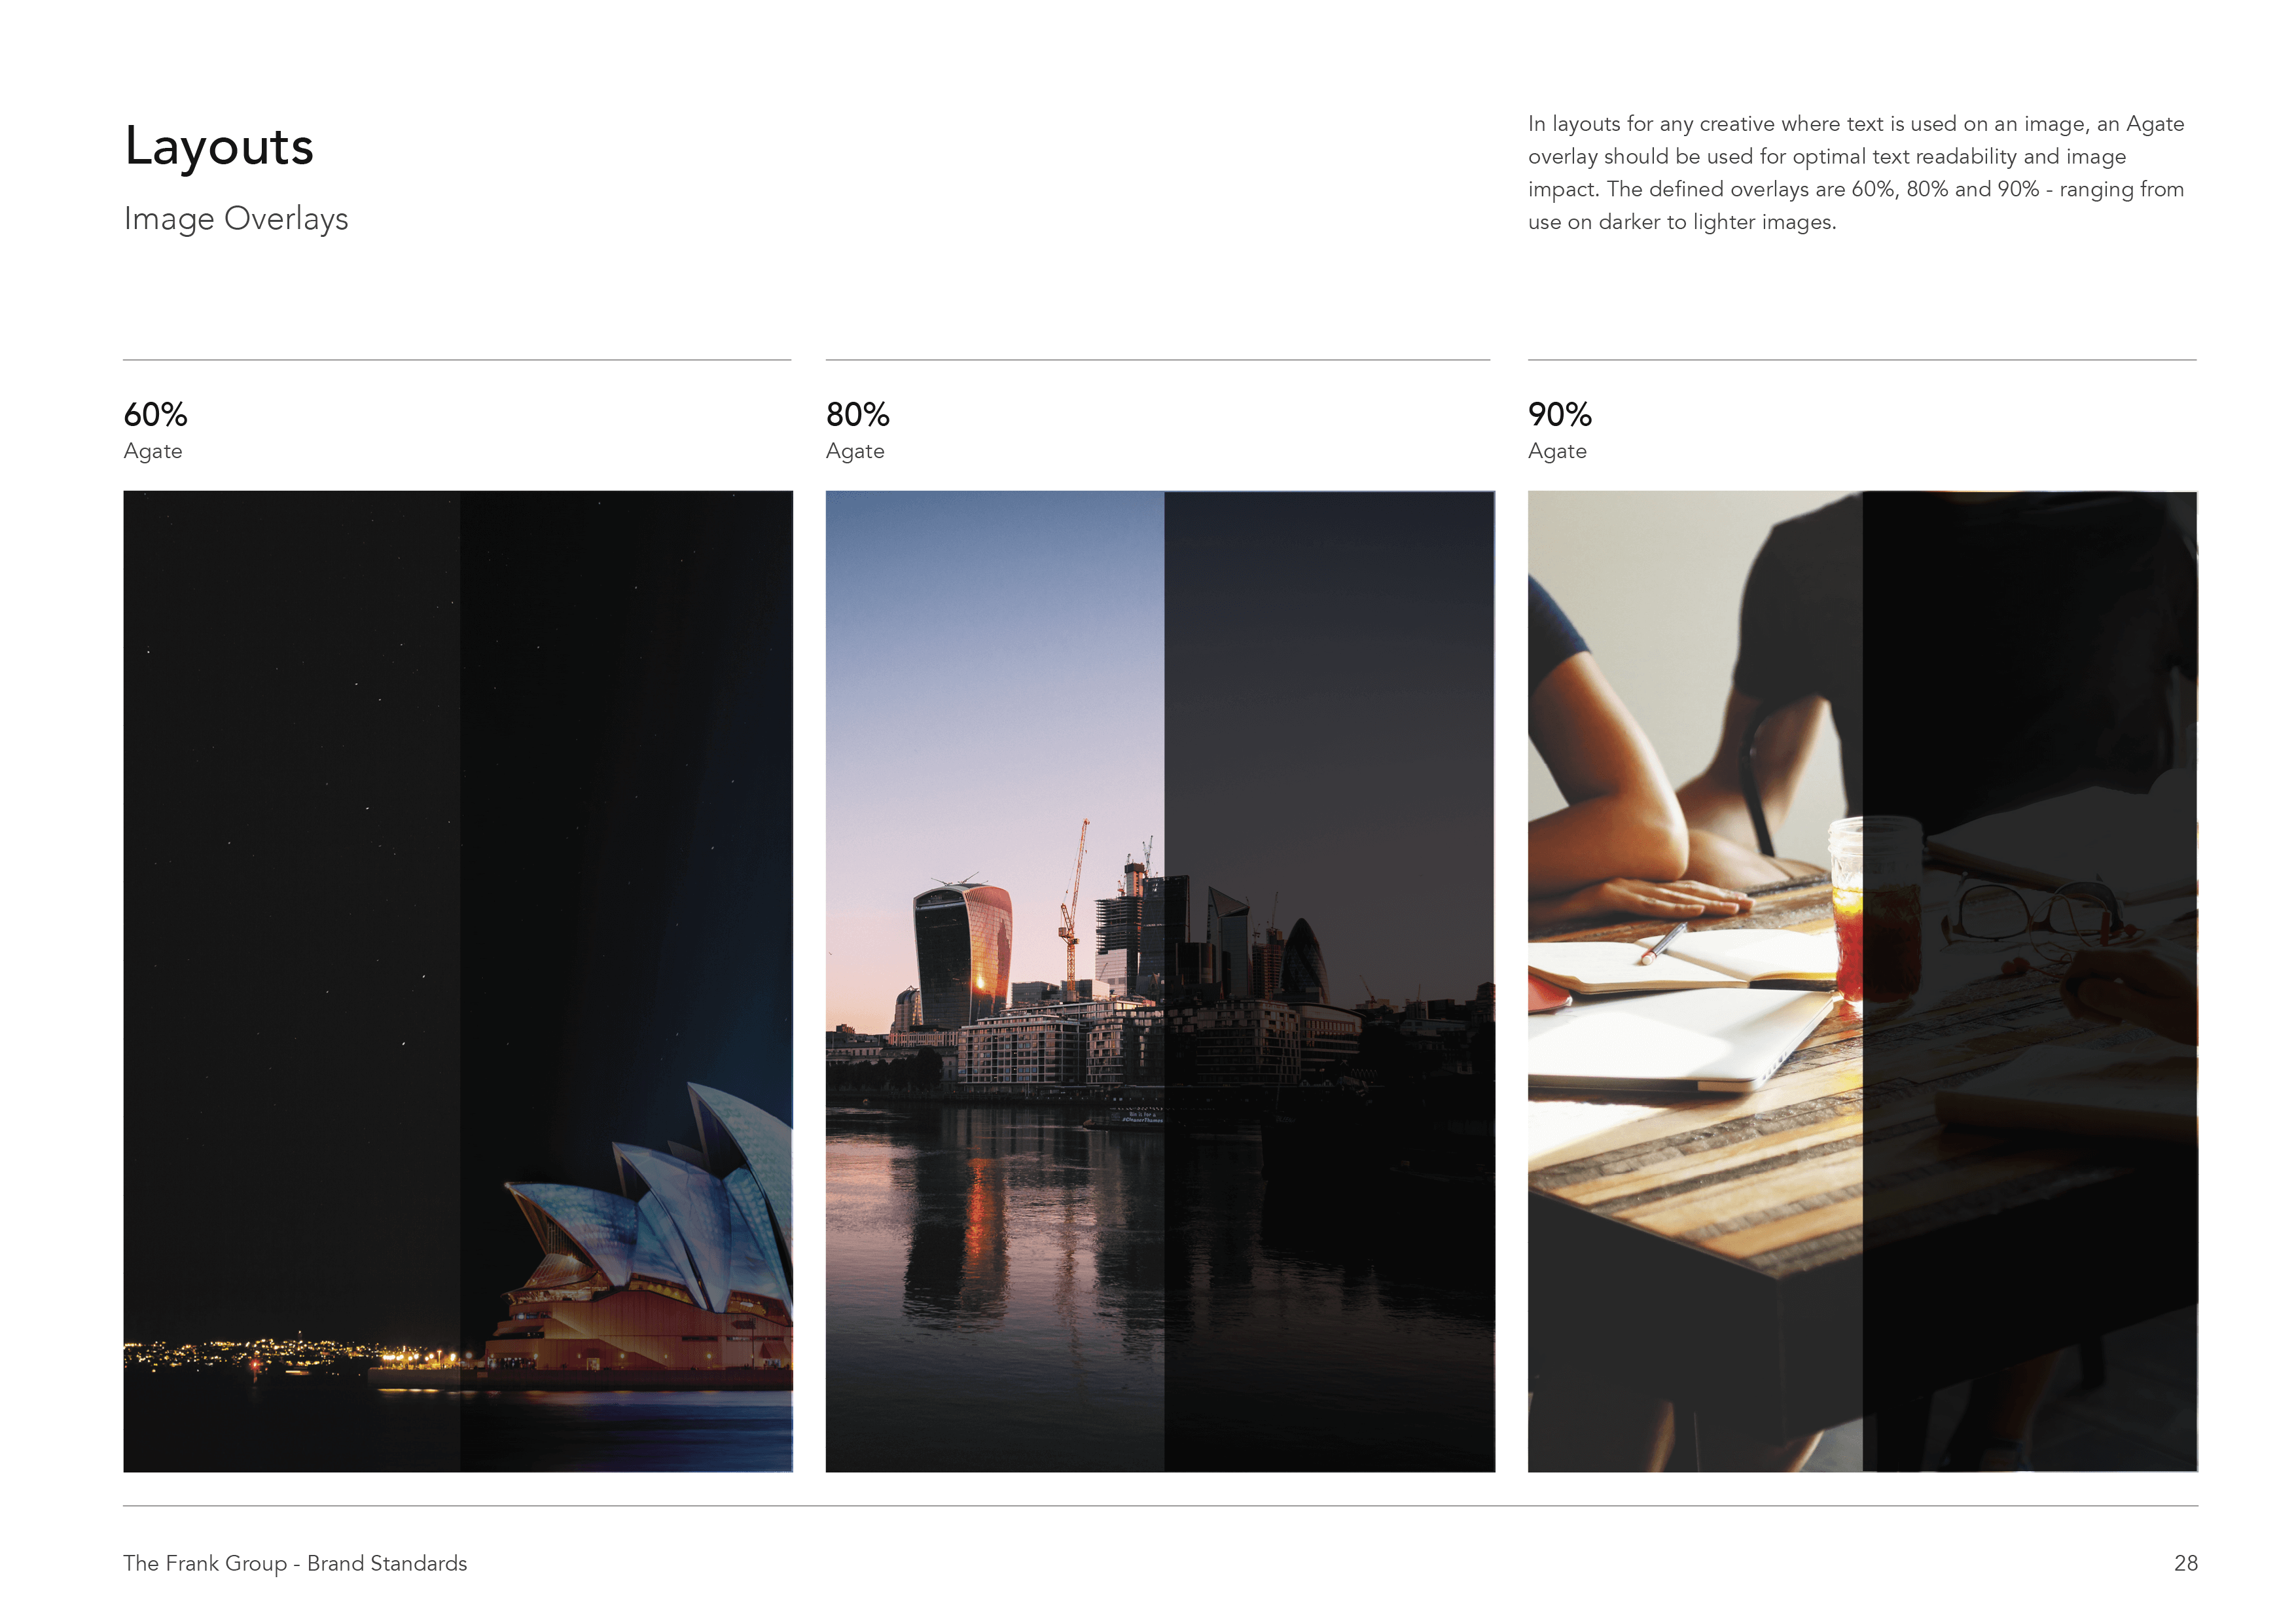 Layouts
Image Overlays
In layouts for any creative where text is used on an image, an Agate
overlay should be used for optimal text readability and image
impact. The defined overlays are 60%, 80% and 90% - ranging from
use on darker to lighter images.
60%
Agate
80%
Agate
90%
Agate
The Frank Group - Brand Standards
28